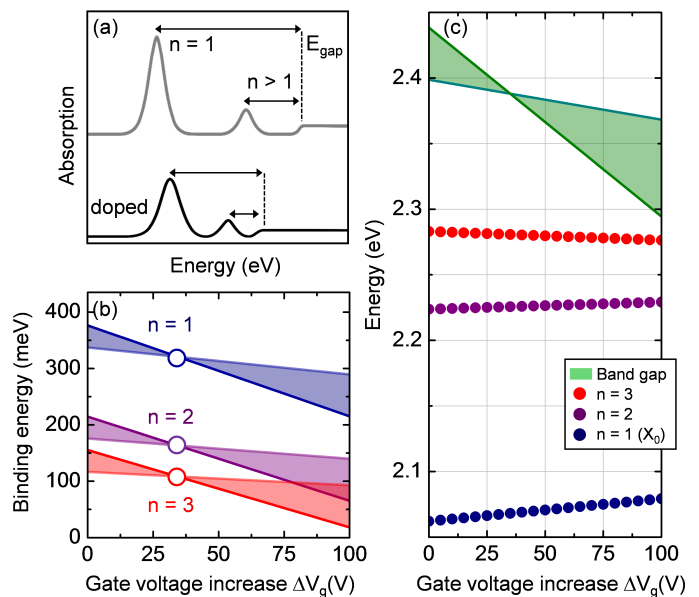 (a)
n = 1
E_gap
n > 1
doped
Absorption
Energy (eV)
(b)
400
300
200
100
0
n = 1
n = 2
n = 3
Binding energy (meV)
0 25 50 75 100
Gate voltage increase ΔV_g(V)
(c)
2.4
2.3
2.2
2.1
Energy (eV)
Band gap
n = 3
n = 2
n = 1 (X_0)
0 25 50 75 100
Gate voltage increase ΔV_g(V)